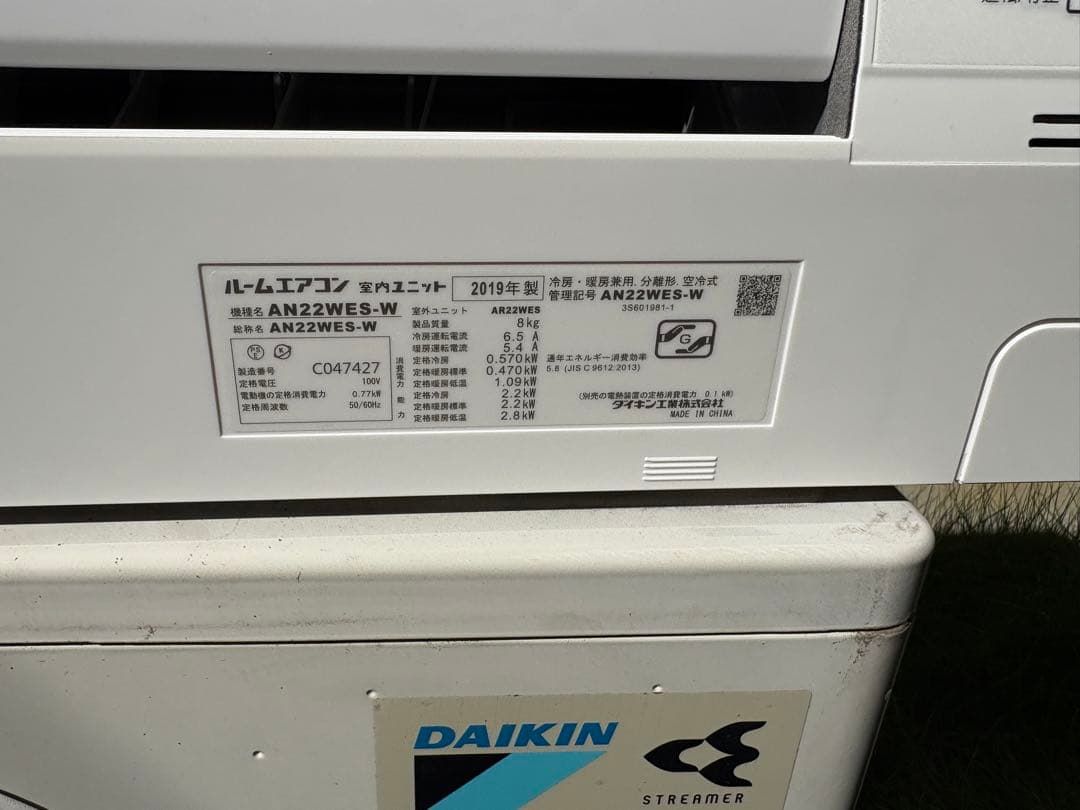 ルームエアコン 室内ユニット 2019年製 冷房・暖房兼用 分離形 空冷式
機種名 AN22WES-W 室外ユニット AR22WES 管理記号 AN22WES-W
総称名 AN22WES-W 製品質量 8kg 3S601981-1
冷房運転電流 6.5 A
暖房運転電流 5.4 A
製造番号 C047427
定格電圧 100V
電動機の定格消費電力 0.77kW
定格周波数 50/60Hz
消費電力
定格冷房 0.570kW
定格暖房標準 0.470kW
定格暖房低温 1.09kW
能力
定格冷房 2.2kW
定格暖房標準 2.2kW
定格暖房低温 2.8kW
G
通年エネルギー消費効率
5.8 (JIS C 9612:2013)
(別売の電熱装置の定格消費電力 0.1kW)
ダイキン工業株式会社
MADE IN CHINA
DAIKIN
STREAMER